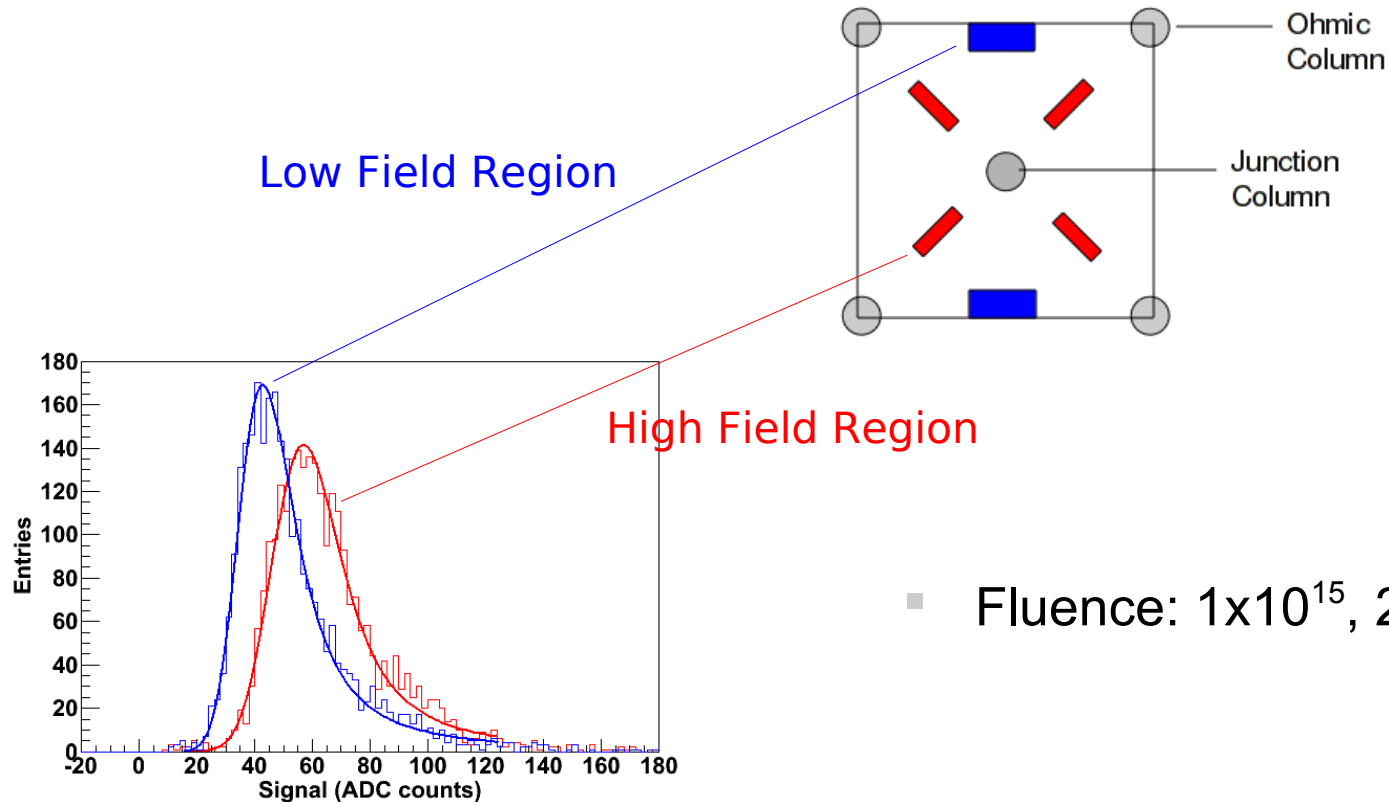 Ohmic
Column
Low Field Region
Junction
Column
High Field Region
180
160
140
120
100
80
60
40
20
0
Entries
-20 0 20 40 60 80 100 120 140 160 180
Signal (ADC counts)
Fluence: 1x10¹⁵, 2